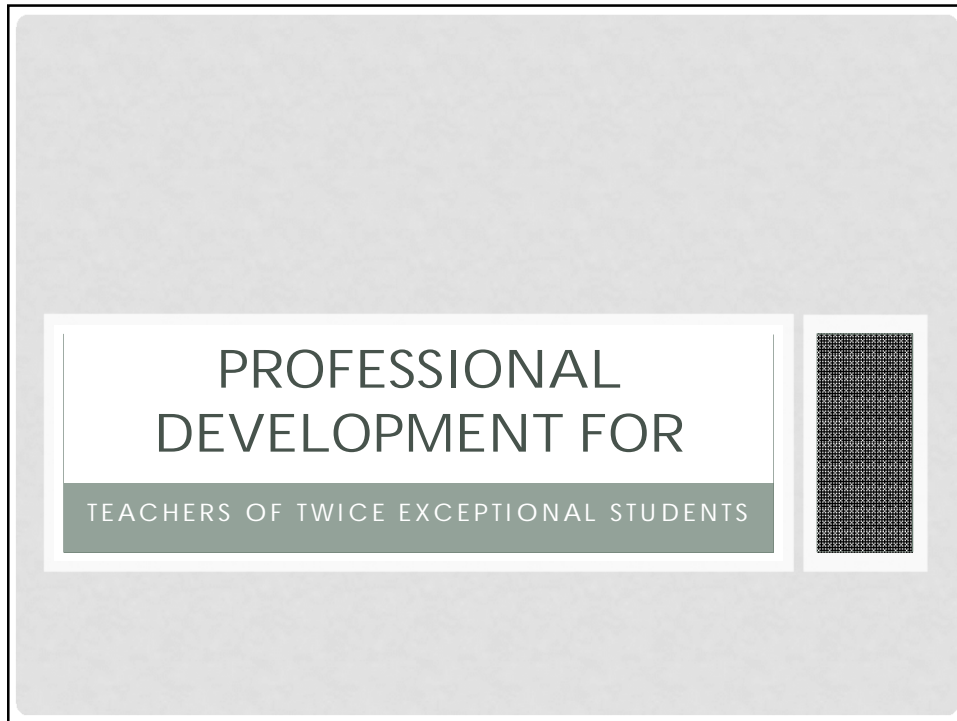 PROFESSIONAL
DEVELOPMENT FOR
TEACHERS OF TWICE EXCEPTIONAL STUDENTS